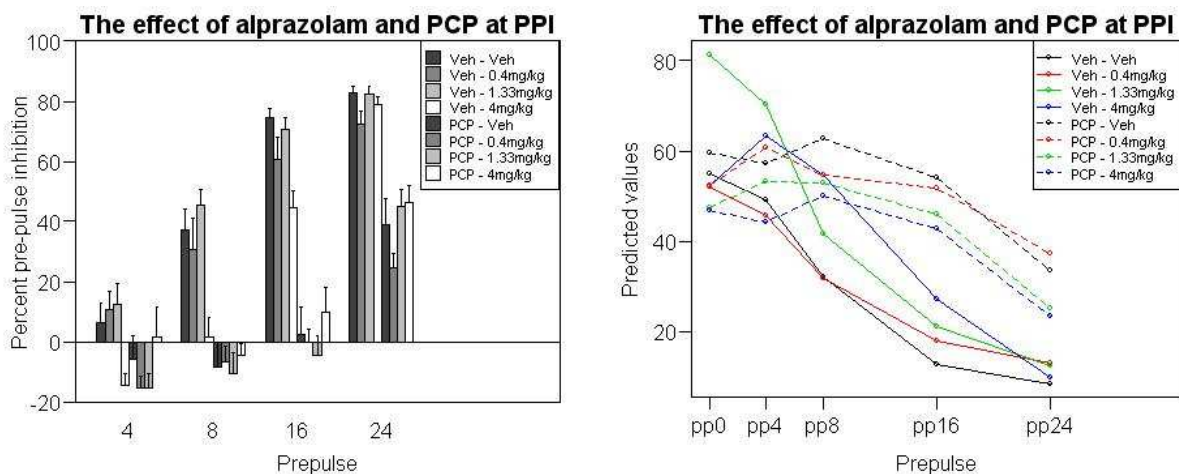 The effect of alprazolam and PCP at PPI
Percent pre-pulse inhibition
100
80
60
40
20
0
-20
Veh - Veh
Veh - 0.4mg/kg
Veh - 1.33mg/kg
Veh - 4mg/kg
PCP - Veh
PCP - 0.4mg/kg
PCP - 1.33mg/kg
PCP - 4mg/kg
4 8 16 24
Prepulse
The effect of alprazolam and PCP at PPI
Predicted values
80
60
40
20
Veh - Veh
Veh - 0.4mg/kg
Veh - 1.33mg/kg
Veh - 4mg/kg
PCP - Veh
PCP - 0.4mg/kg
PCP - 1.33mg/kg
PCP - 4mg/kg
pp0 pp4 pp8 pp16 pp24
Prepulse